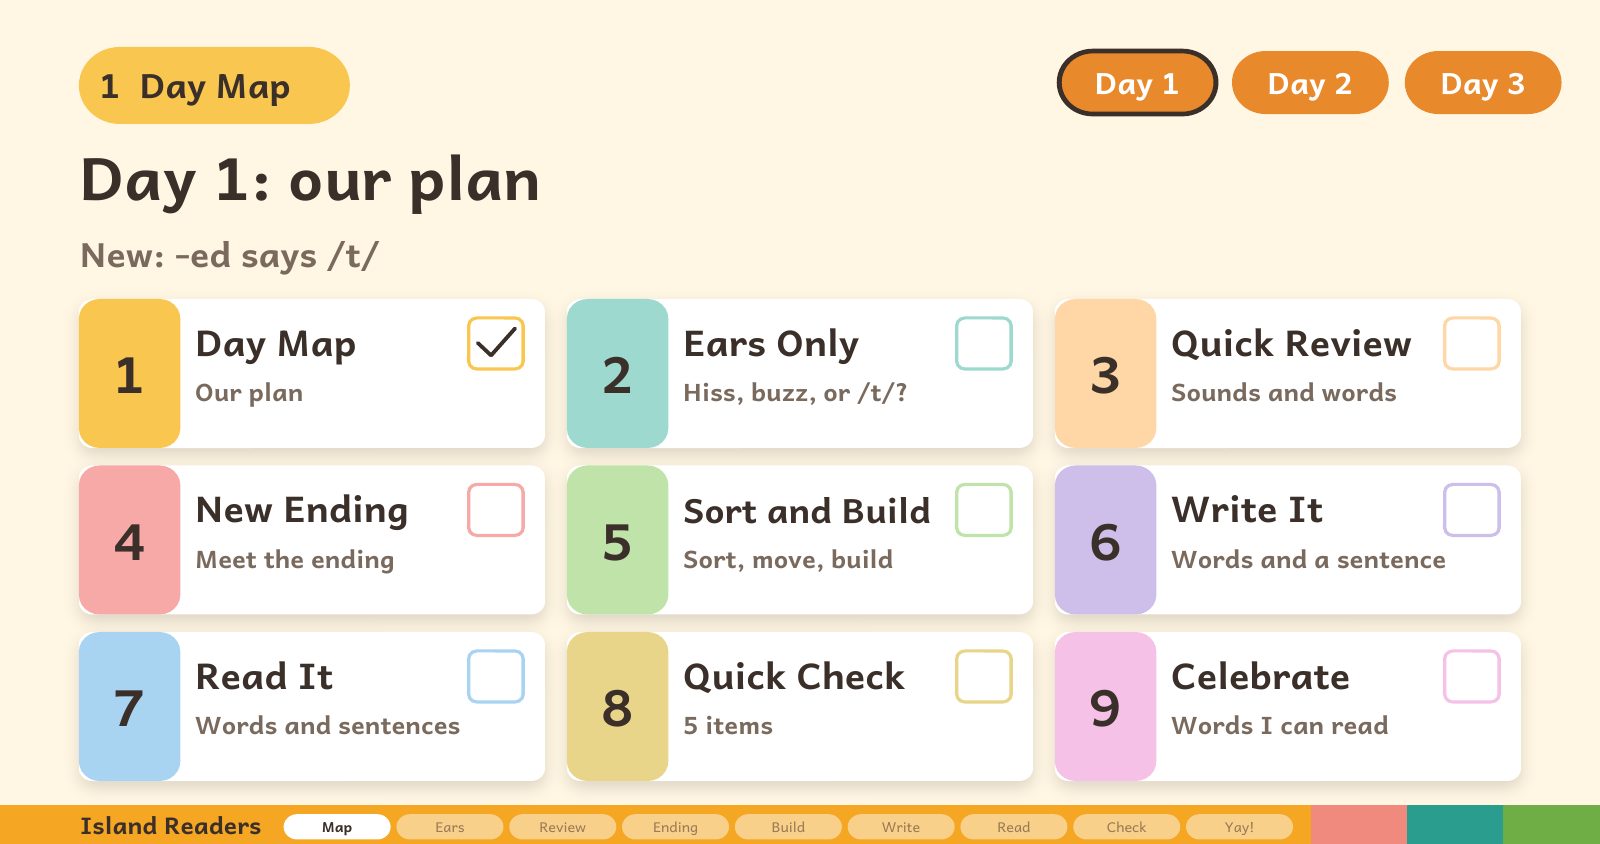 1 Day Map
Day 1
Day 2
Day 3
Day 1: our plan
New: -ed says /t/
1
Day Map
Our plan
2
Ears Only
Hiss, buzz, or /t/?
3
Quick Review
Sounds and words
4
New Ending
Meet the ending
5
Sort and Build
Sort, move, build
6
Write It
Words and a sentence
7
Read It
Words and sentences
8
Quick Check
5 items
9
Celebrate
Words I can read
Island Readers
Map
Ears
Review
Ending
Build
Write
Read
Check
Yay!